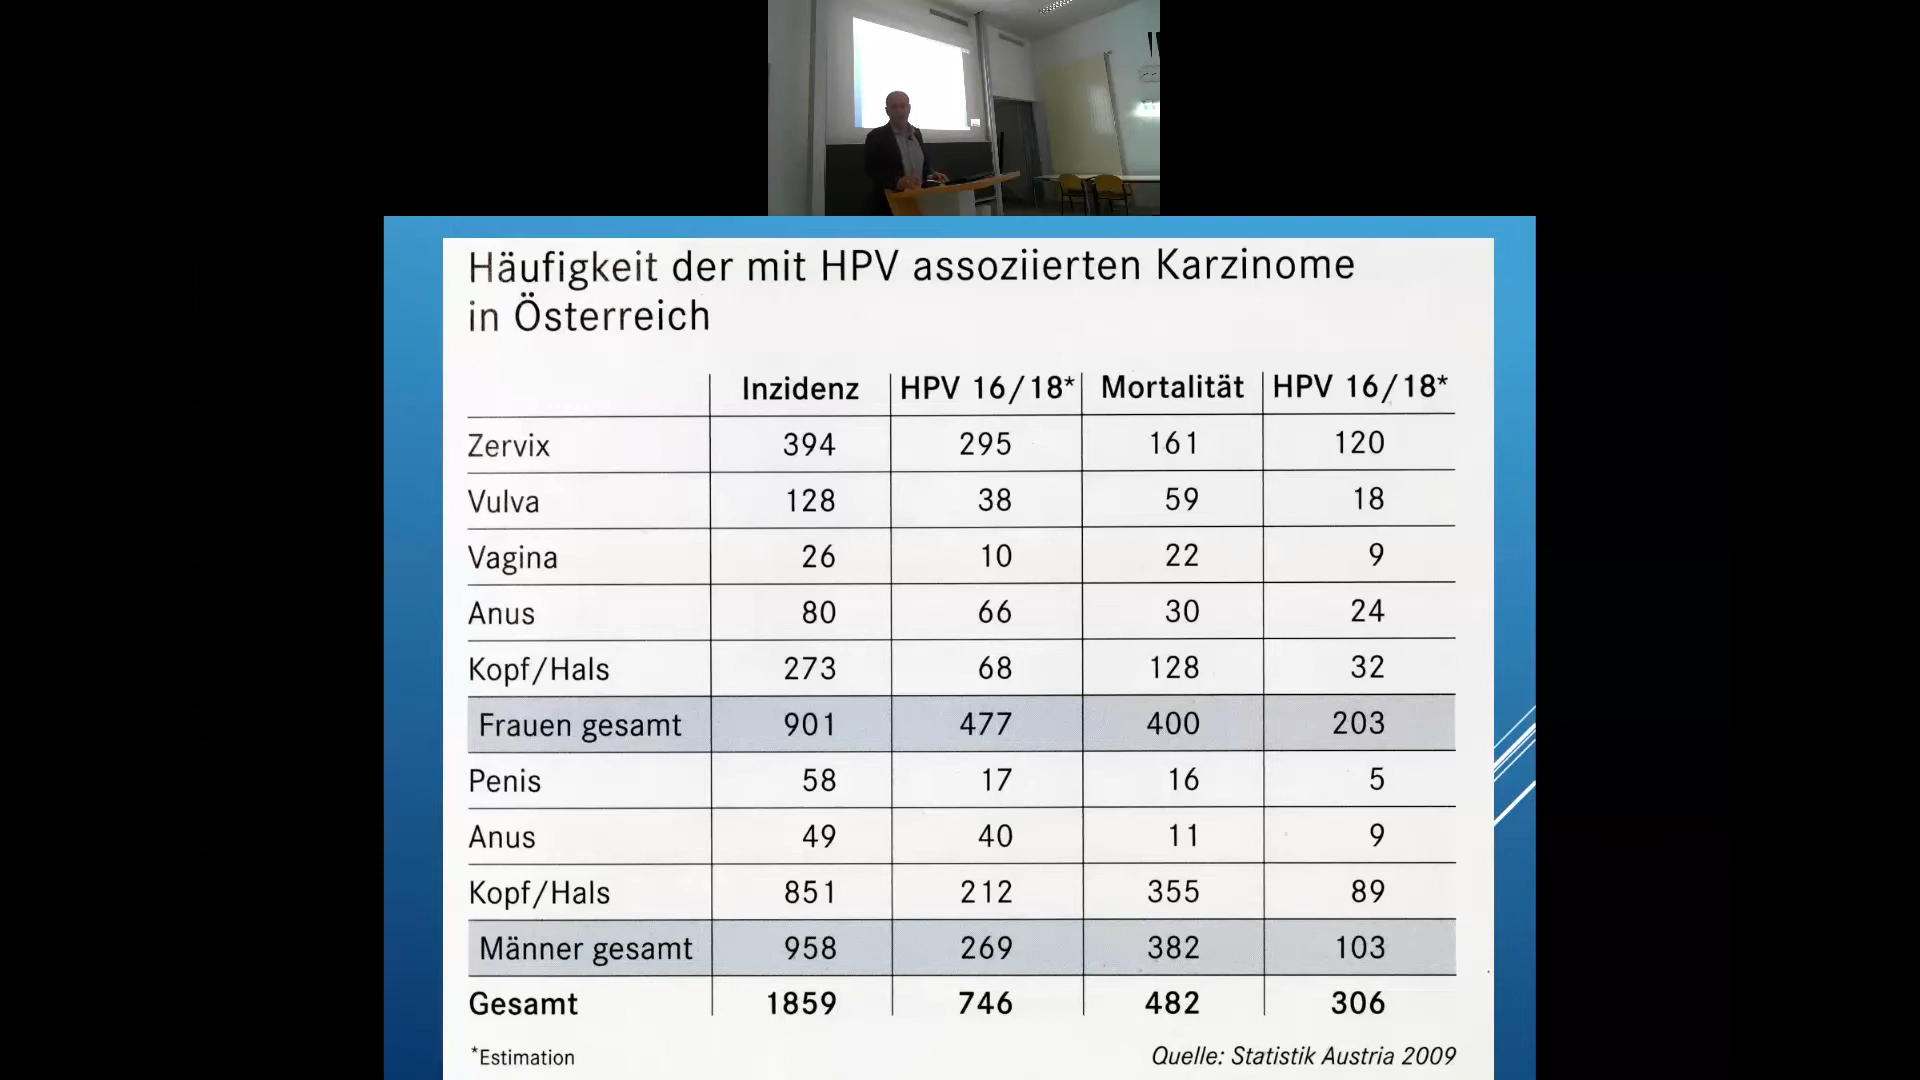 Häufigkeit der mit HPV assoziierten Karzinome
in Österreich
Inzidenz HPV 16/18* Mortalität HPV 16/18*
Zervix 394 295 161 120
Vulva 128 38 59 18
Vagina 26 10 22 9
Anus 80 66 30 24
Kopf/Hals 273 68 128 32
Frauen gesamt 901 477 400 203
Penis 58 17 16 5
Anus 49 40 11 9
Kopf/Hals 851 212 355 89
Männer gesamt 958 269 382 103
Gesamt 1859 746 482 306
*Estimation
Quelle: Statistik Austria 2009